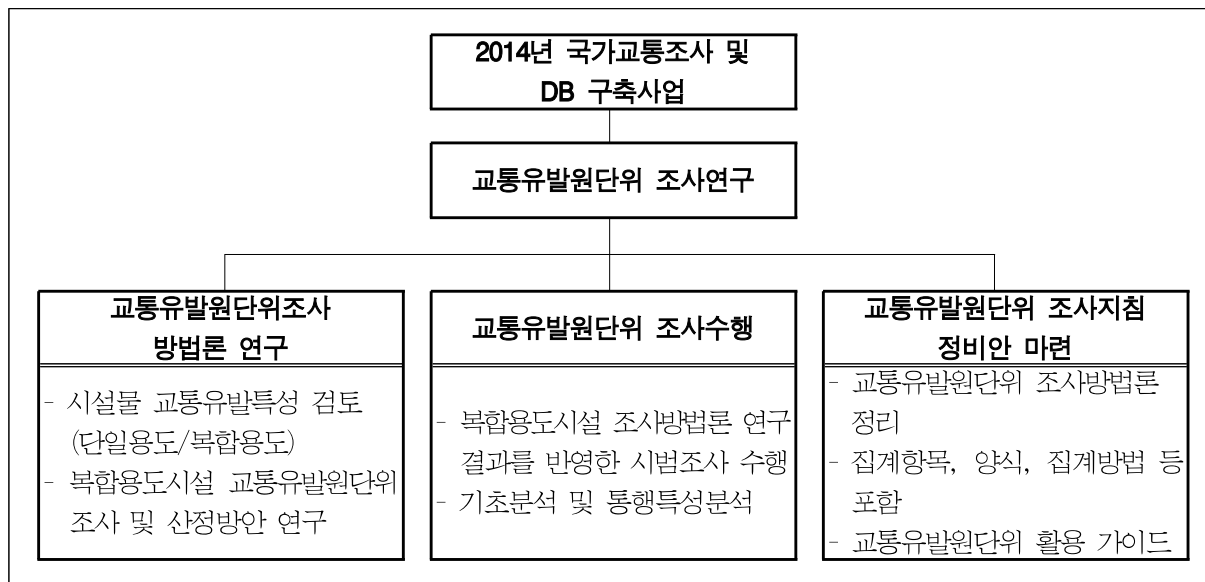 2014년 국가교통조사 및
DB 구축사업
교통유발원단위 조사연구
교통유발원단위조사
방법론 연구
- 시설물 교통유발특성 검토
(단일용도/복합용도)
- 복합용도시설 교통유발원단위
조사 및 산정방안 연구
교통유발원단위 조사수행
- 복합용도시설 조사방법론 연구
결과를 반영한 시범조사 수행
- 기초분석 및 통행특성분석
교통유발원단위 조사지침
정비안 마련
- 교통유발원단위 조사방법론
정리
- 집계항목, 양식, 집계방법 등
포함
- 교통유발원단위 활용 가이드